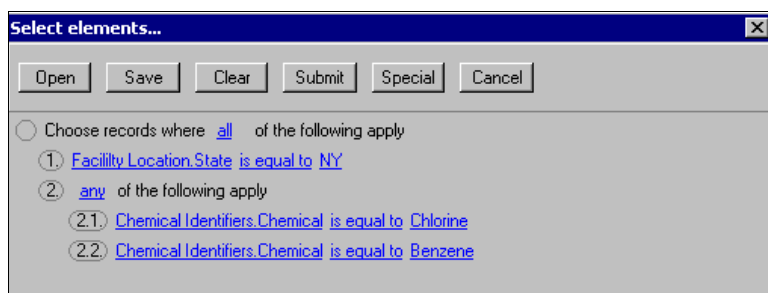 Select elements...
Open Save Clear Submit Special Cancel
Choose records where all of the following apply
1. Facililty Location.State is equal to NY
2. any of the following apply
2.1. Chemical Identifiers.Chemical is equal to Chlorine
2.2. Chemical Identifiers.Chemical is equal to Benzene